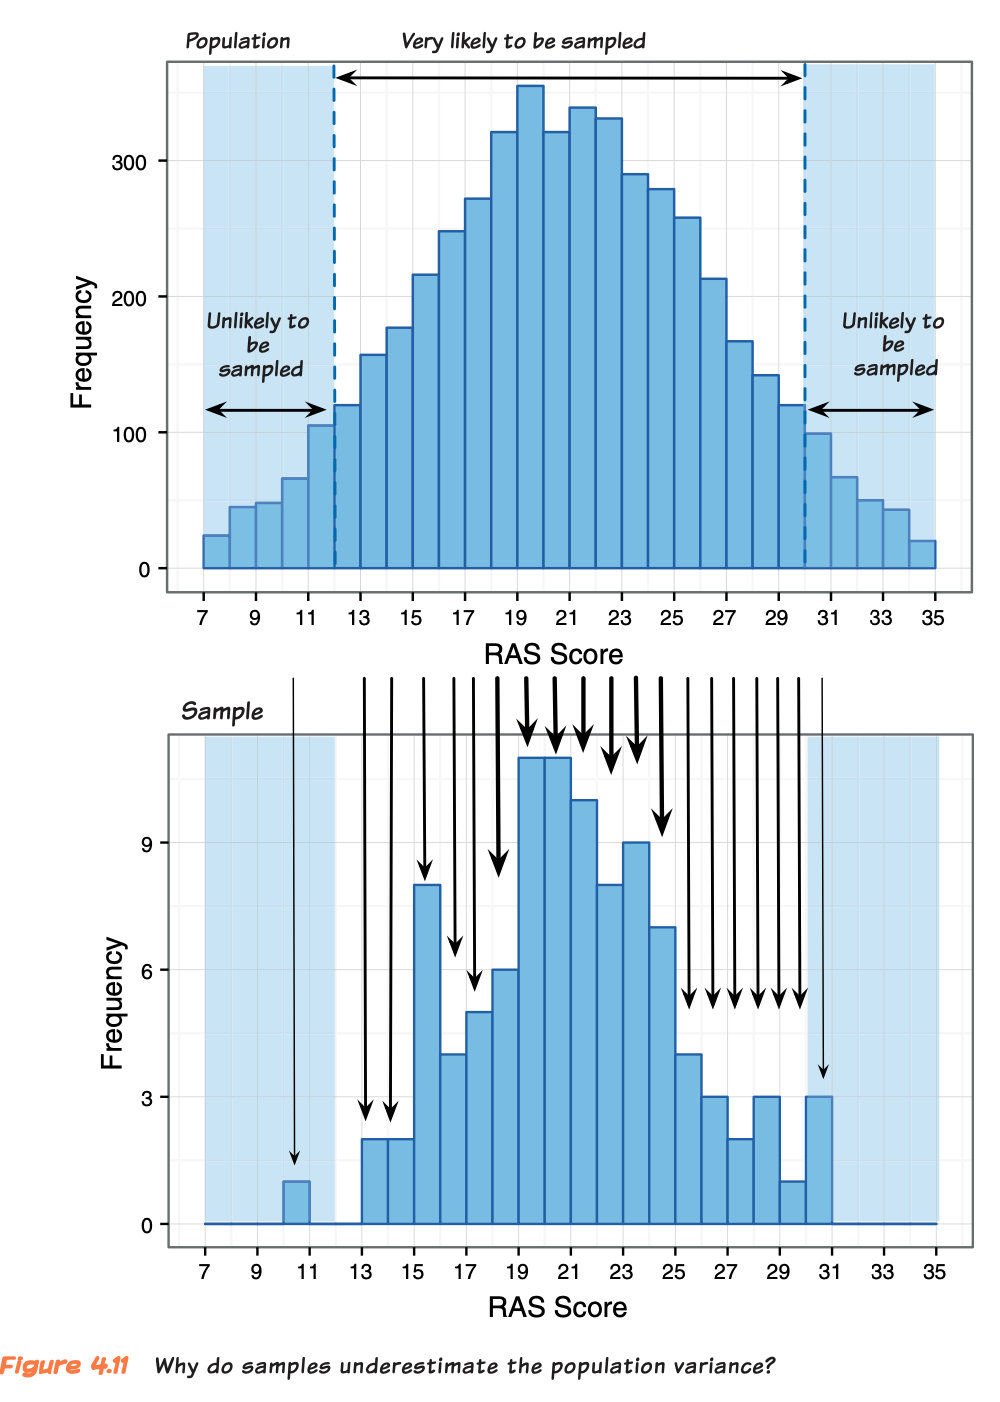 Population
Very likely to be sampled
300
200
100
0
Frequency
Unlikely to
be
sampled
Unlikely to
be
sampled
7 9 11 13 15 17 19 21 23 25 27 29 31 33 35
RAS Score
Sample
9
6
3
0
Frequency
7 9 11 13 15 17 19 21 23 25 27 29 31 33 35
RAS Score
Figure 4.11 Why do samples underestimate the population variance?